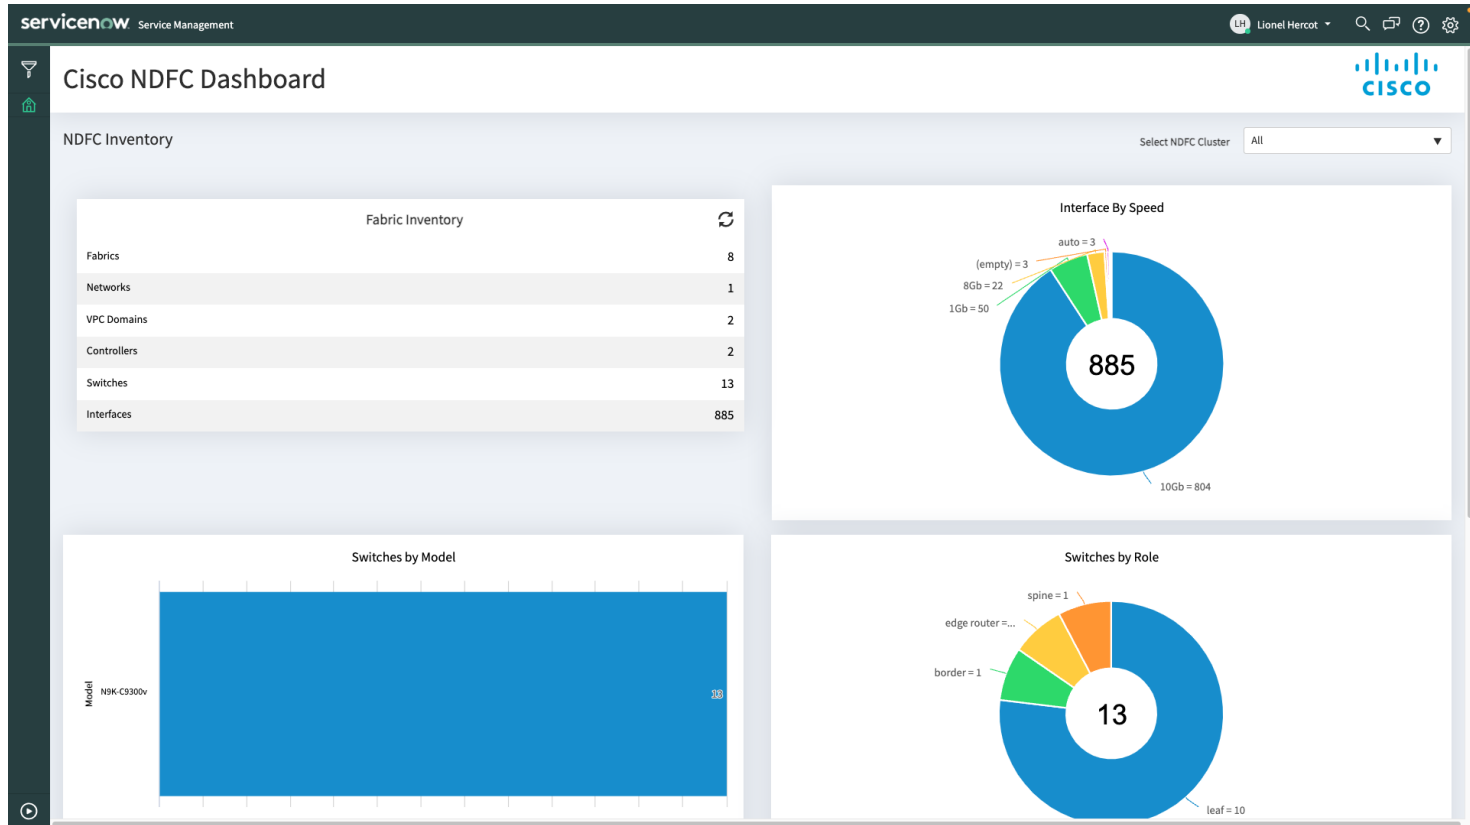 servicenow Service Management
LH Lionel Hercot
Cisco NDFC Dashboard
CISCO
NDFC Inventory
Select NDFC Cluster All
Fabric Inventory
Fabrics 8
Networks 1
VPC Domains 2
Controllers 2
Switches 13
Interfaces 885
Interface By Speed
auto = 3
(empty) = 3
8Gb = 22
1Gb = 50
885
10Gb = 804
Switches by Model
Model
N9K-C9300v
13
Switches by Role
spine = 1
edge router =...
border = 1
13
leaf = 10